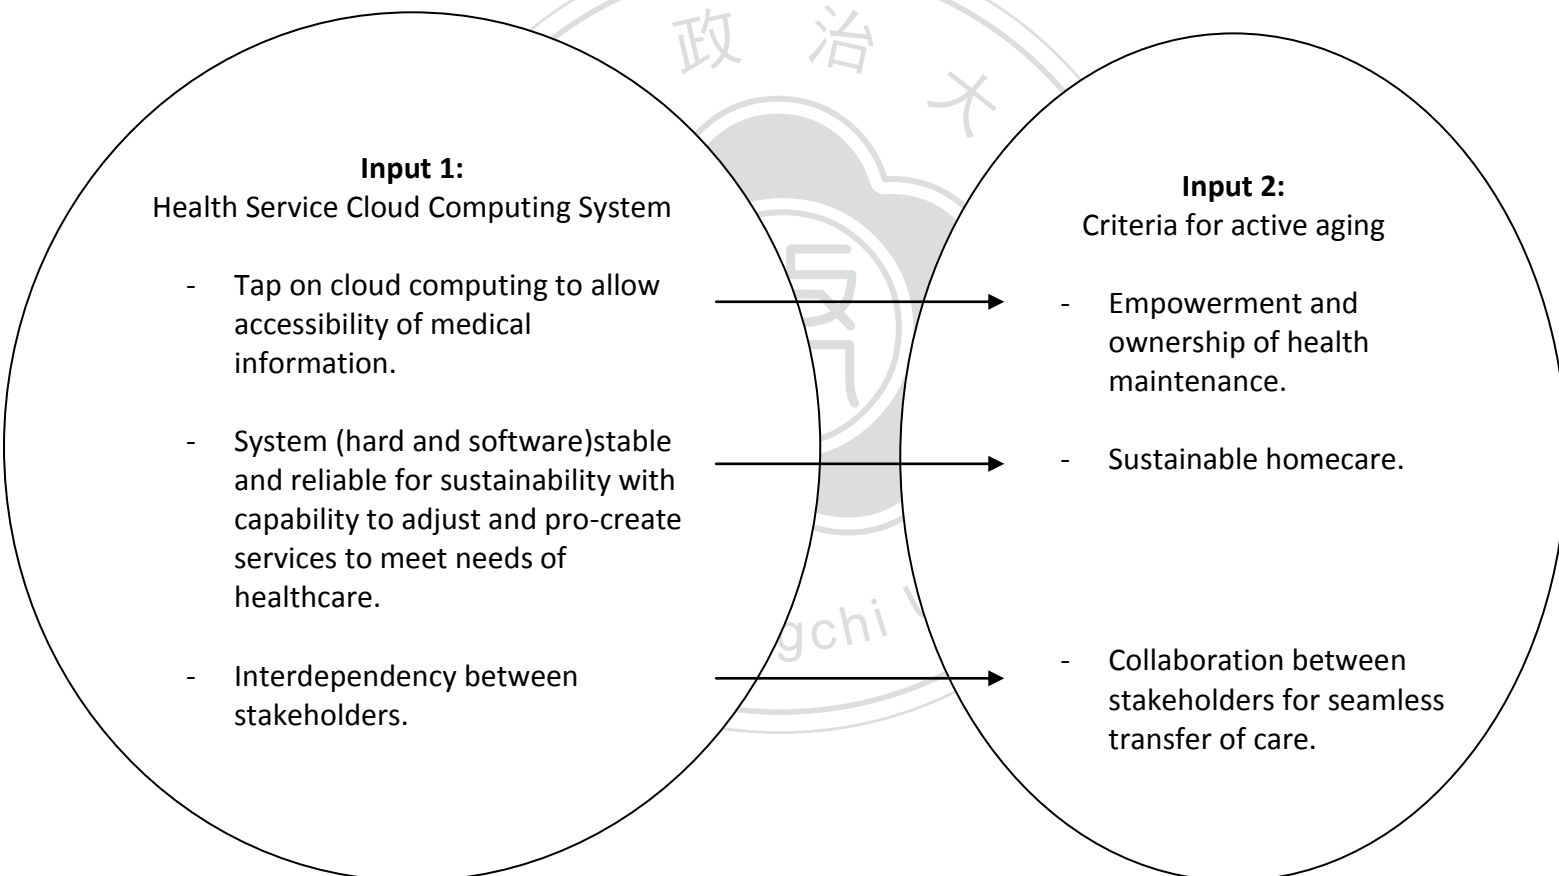 政 治 大
Input 1:
Health Service Cloud Computing System
- Tap on cloud computing to allow
accessibility of medical
information.
- System (hard and software)stable
and reliable for sustainability with
capability to adjust and pro-create
services to meet needs of
healthcare.
- Interdependency between
stakeholders.
Input 2:
Criteria for active aging
- Empowerment and
ownership of health
maintenance.
- Sustainable homecare.
- Collaboration between
stakeholders for seamless
transfer of care.
gchi